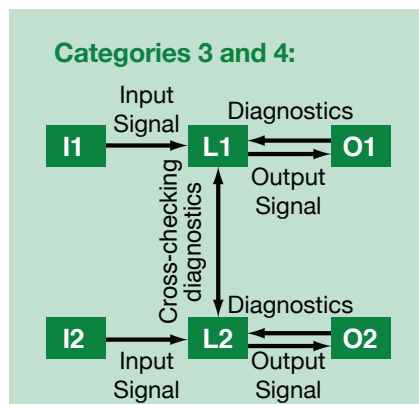 Categories 3 and 4:
Input
Signal
Diagnostics
I1
L1
O1
Output
Signal
Cross-checking
diagnostics
Diagnostics
I2
L2
O2
Input
Signal
Output
Signal